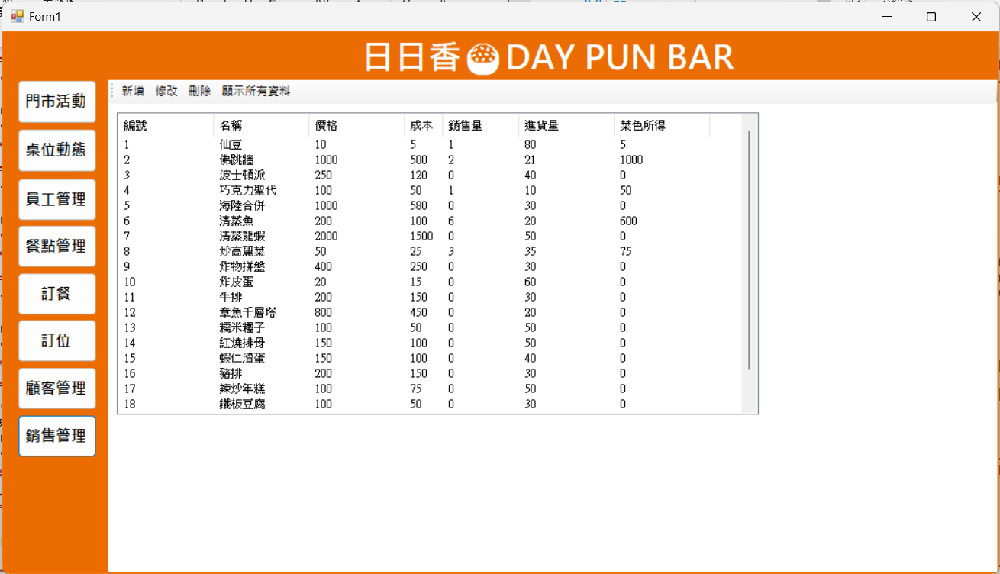 Form1
日日香 DAY PUN BAR
門市活動
桌位動態
員工管理
餐點管理
訂餐
訂位
顧客管理
銷售管理
新增 修改 刪除 顯示所有資料
編號 名稱 價格 成本 銷售量 進貨量 菜色所得
1 仙豆 10 5 1 80 5
2 佛跳牆 1000 500 2 21 1000
3 波士頓派 250 120 0 40 0
4 巧克力聖代 100 50 1 10 50
5 海陸合併 1000 580 0 30 0
6 清蒸魚 200 100 6 20 600
7 清蒸龍蝦 2000 1500 0 50 0
8 炒高麗菜 50 25 3 35 75
9 炸物拼盤 400 250 0 30 0
10 炸皮蛋 20 15 0 60 0
11 牛排 200 150 0 30 0
12 章魚千層塔 800 450 0 20 0
13 糯米糰子 100 50 0 50 0
14 紅燒排骨 150 100 0 50 0
15 蝦仁滑蛋 150 100 0 40 0
16 豬排 200 150 0 30 0
17 辣炒年糕 100 75 0 50 0
18 鐵板豆腐 100 50 0 30 0